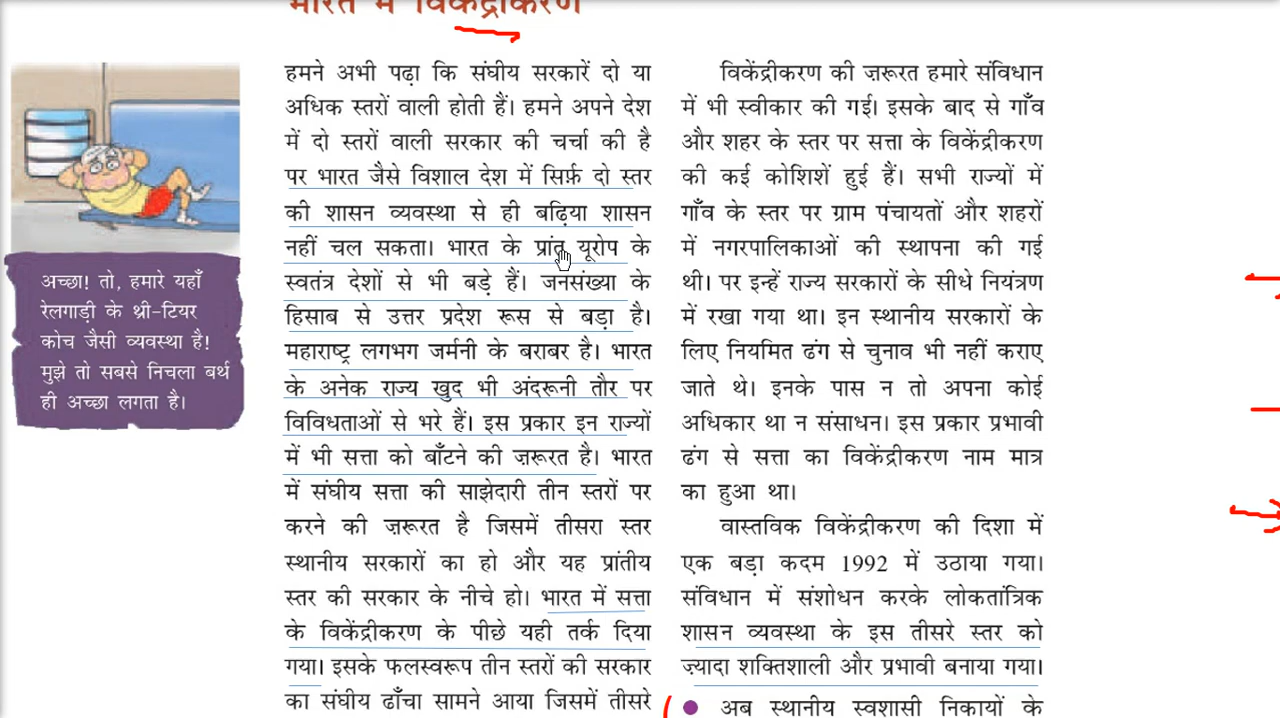 भारत में विकेंद्रीकरण
अच्छा! तो, हमारे यहाँ
रेलगाड़ी के थ्री-टियर
कोच जैसी व्यवस्था है!
मुझे तो सबसे निचला बर्थ
ही अच्छा लगता है।
हमने अभी पढ़ा कि संघीय सरकारें दो या
अधिक स्तरों वाली होती हैं। हमने अपने देश
में दो स्तरों वाली सरकार की चर्चा की है
पर भारत जैसे विशाल देश में सिर्फ़ दो स्तर
की शासन व्यवस्था से ही बढ़िया शासन
नहीं चल सकता। भारत के प्रांत यूरोप के
स्वतंत्र देशों से भी बड़े हैं। जनसंख्या के
हिसाब से उत्तर प्रदेश रूस से बड़ा है।
महाराष्ट्र लगभग जर्मनी के बराबर है। भारत
के अनेक राज्य खुद भी अंदरूनी तौर पर
विविधताओं से भरे हैं। इस प्रकार इन राज्यों
में भी सत्ता को बाँटने की ज़रूरत है। भारत
में संघीय सत्ता की साझेदारी तीन स्तरों पर
करने की ज़रूरत है जिसमें तीसरा स्तर
स्थानीय सरकारों का हो और यह प्रांतीय
स्तर की सरकार के नीचे हो। भारत में सत्ता
के विकेंद्रीकरण के पीछे यही तर्क दिया
गया। इसके फलस्वरूप तीन स्तरों की सरकार
का संघीय ढाँचा सामने आया जिसमें तीसरे
विकेंद्रीकरण की ज़रूरत हमारे संविधान
में भी स्वीकार की गई। इसके बाद से गाँव
और शहर के स्तर पर सत्ता के विकेंद्रीकरण
की कई कोशिशें हुई हैं। सभी राज्यों में
गाँव के स्तर पर ग्राम पंचायतों और शहरों
में नगरपालिकाओं की स्थापना की गई
थी। पर इन्हें राज्य सरकारों के सीधे नियंत्रण
में रखा गया था। इन स्थानीय सरकारों के
लिए नियमित ढंग से चुनाव भी नहीं कराए
जाते थे। इनके पास न तो अपना कोई
अधिकार था न संसाधन। इस प्रकार प्रभावी
ढंग से सत्ता का विकेंद्रीकरण नाम मात्र
का हुआ था।
वास्तविक विकेंद्रीकरण की दिशा में
एक बड़ा कदम 1992 में उठाया गया।
संविधान में संशोधन करके लोकतांत्रिक
शासन व्यवस्था के इस तीसरे स्तर को
ज़्यादा शक्तिशाली और प्रभावी बनाया गया।
● अब स्थानीय स्वशासी निकायों के